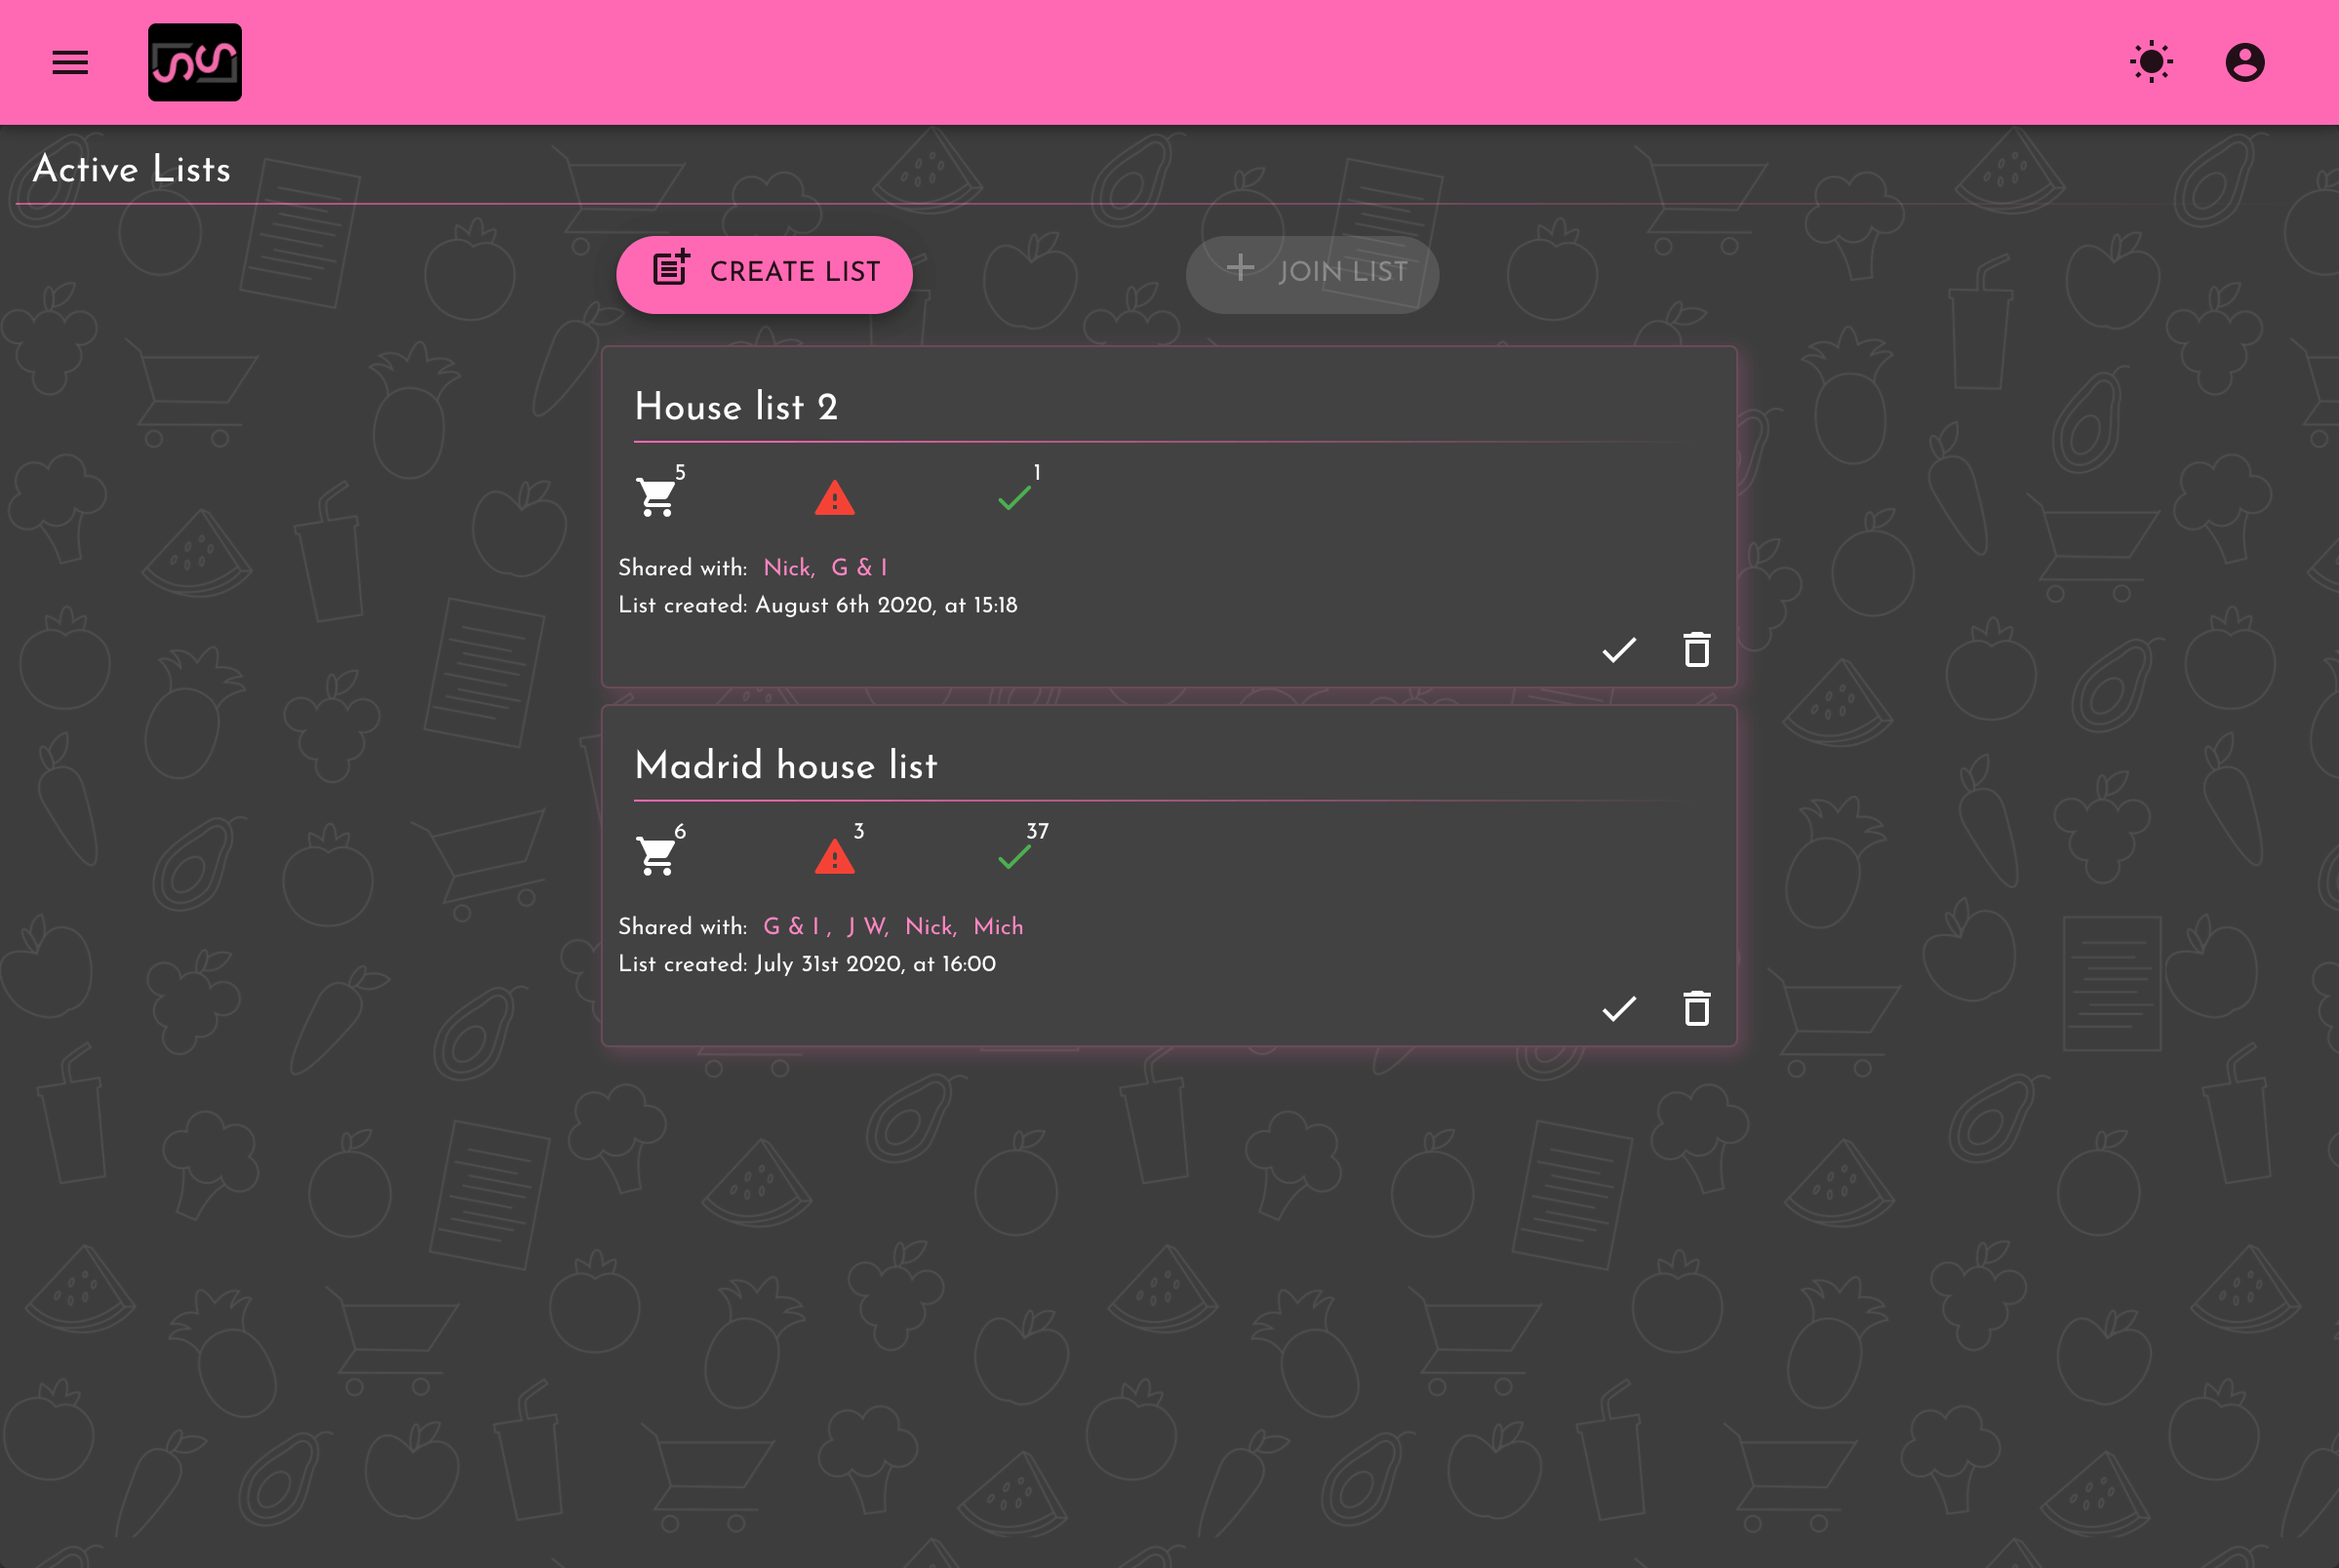 Active Lists
CREATE LIST
JOIN LIST
House list 2
5 1
Shared with: Nick, G & I
List created: August 6th 2020, at 15:18
Madrid house list
6 3 37
Shared with: G & I , J W, Nick, Mich
List created: July 31st 2020, at 16:00